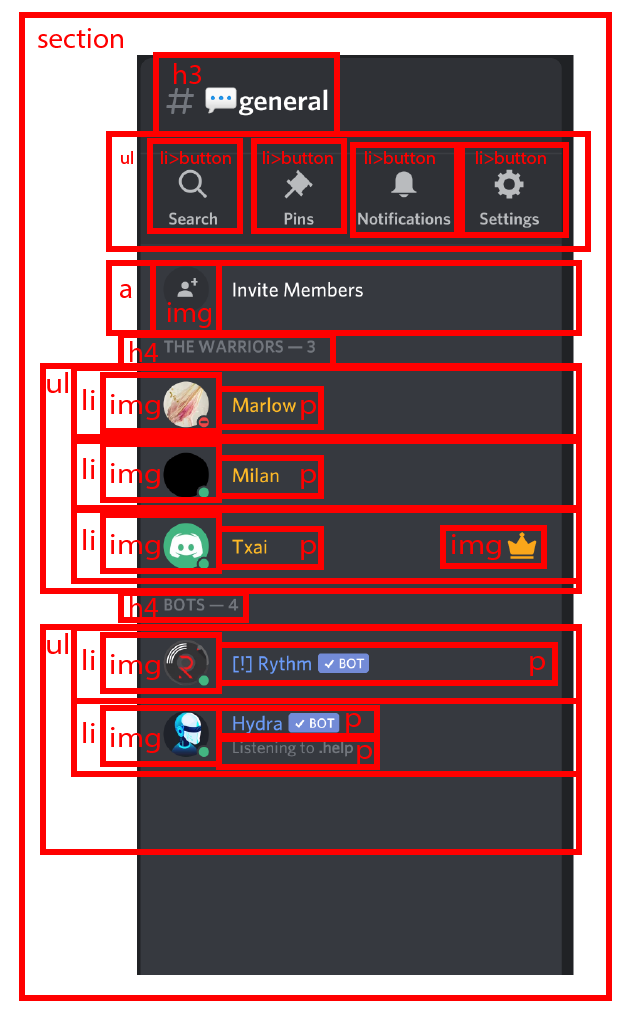 section
h3
# 💬general
ul
li>button
li>button
li>button
li>button
Search
Pins
Notifications
Settings
a
img
Invite Members
h4 THE WARRIORS — 3
ul
li
img
Marlow
p
li
img
Milan
p
li
img
Txai
p
img
h4 BOTS — 4
ul
li
img
[!] Rythm ✓ BOT
p
li
img
Hydra ✓ BOT
p
Listening to .help
p